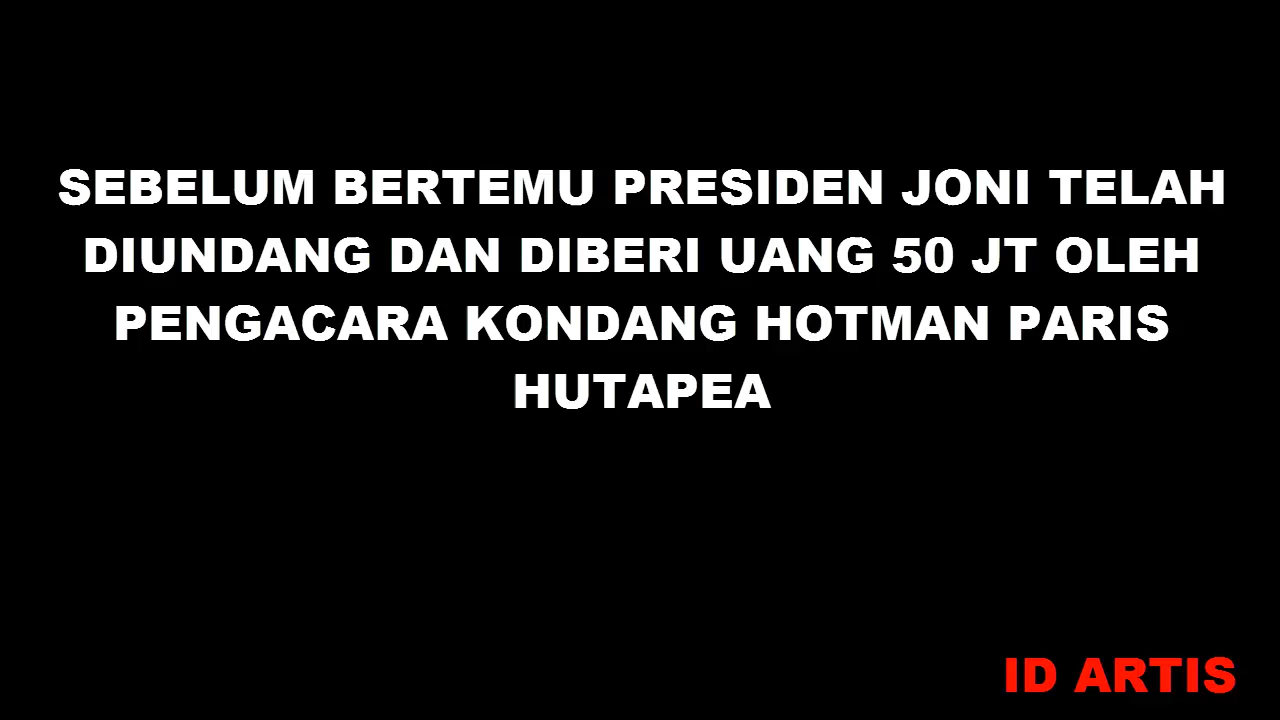 SEBELUM BERTEMU PRESIDEN JONI TELAH
DIUNDANG DAN DIBERI UANG 50 JT OLEH
PENGACARA KONDANG HOTMAN PARIS
HUTAPEA
ID ARTIS